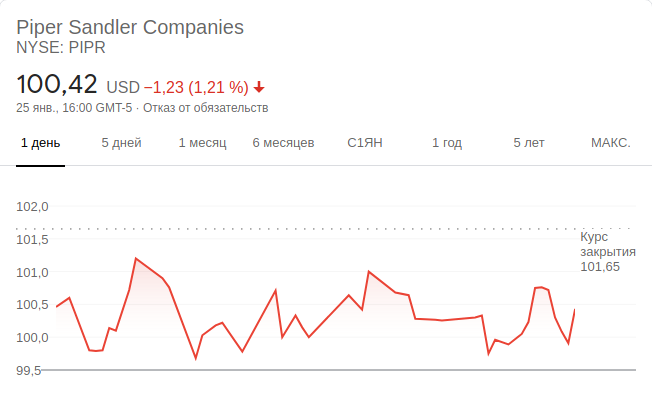 Piper Sandler Companies
NYSE: PIPR
100,42 USD −1,23 (1,21 %)
25 янв., 16:00 GMT-5 · Отказ от обязательств
1 день 5 дней 1 месяц 6 месяцев С1ЯН 1 год 5 лет МАКС.
102,0
101,5
101,0
100,5
100,0
99,5
Курс
закрытия
101,65